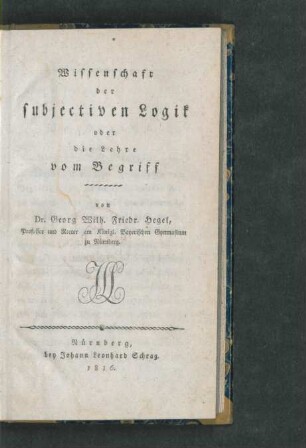 Wissenschaft
der
subjectiven Logik
oder
die Lehre
vom Begriff
von
Dr. Georg Wilh. Friedr. Hegel,
Professor und Rector am Königl. Bayerischen Gymnasium
zu Nürnberg.
Nürnberg,
bey Johann Leonhard Schrag.
1816.